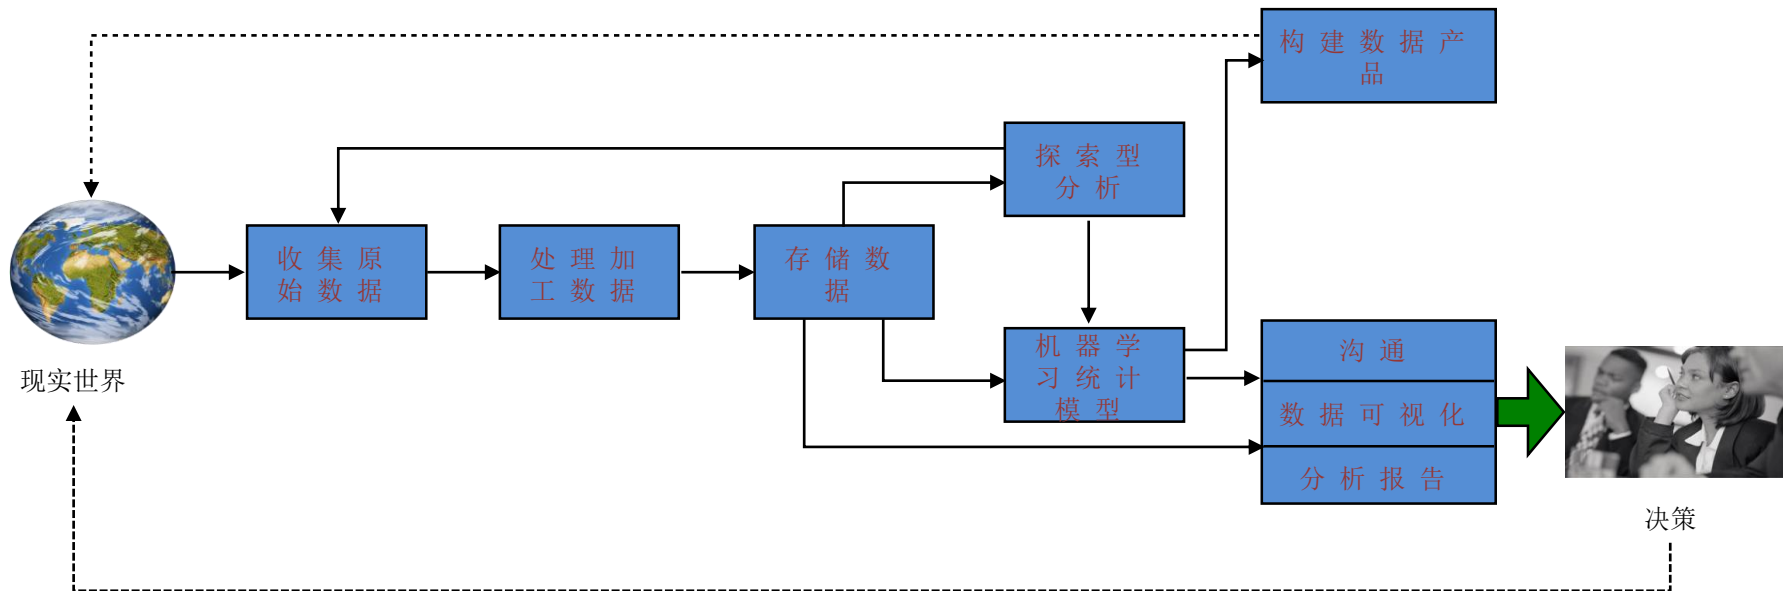 构建数据产
品
探索型
分析
收集原
始数据
处理加
工数据
存储数
据
机器学
习统计
模型
沟通
数据可视化
分析报告
现实世界
决策